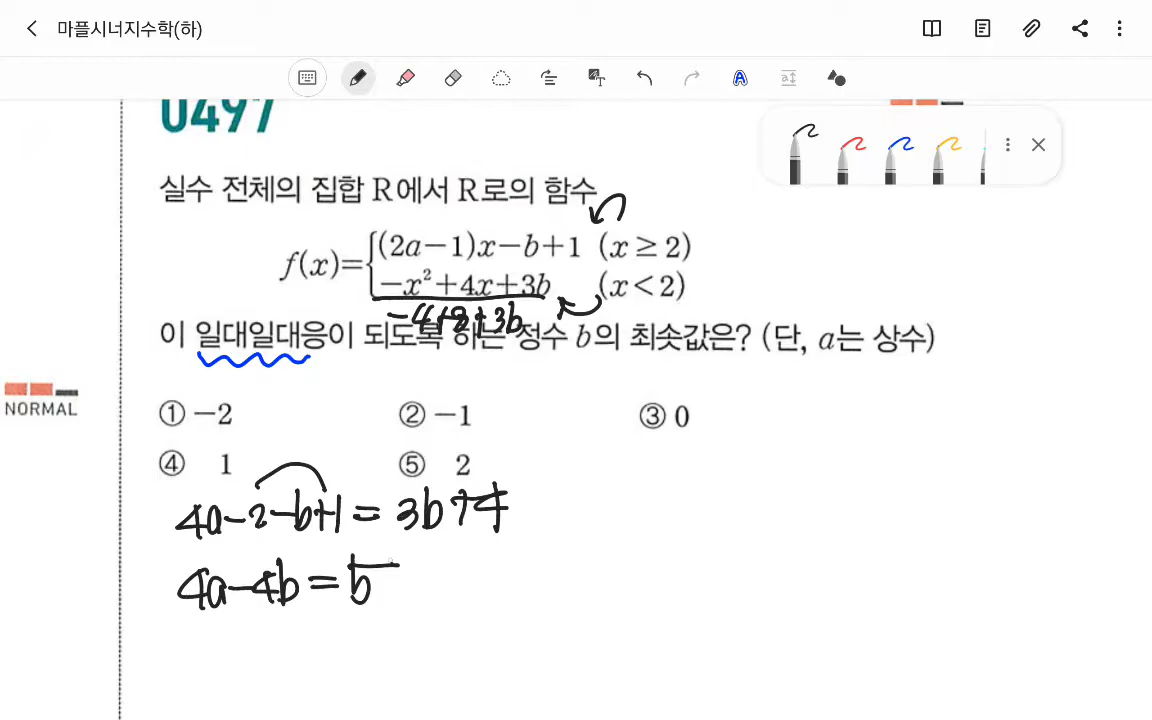 마플시너지수학(하)
0497
실수 전체의 집합 R에서 R로의 함수
f(x)={(2a-1)x-b+1 (x≥2)
-x²+4x+3b (x<2)
-4+8+3b
이 일대일대응이 되도록 하는 정수 b의 최솟값은? (단, a는 상수)
NORMAL
① -2 ② -1 ③ 0
④ 1 ⑤ 2
4a-2-b+1=3b+4
4a-4b=5